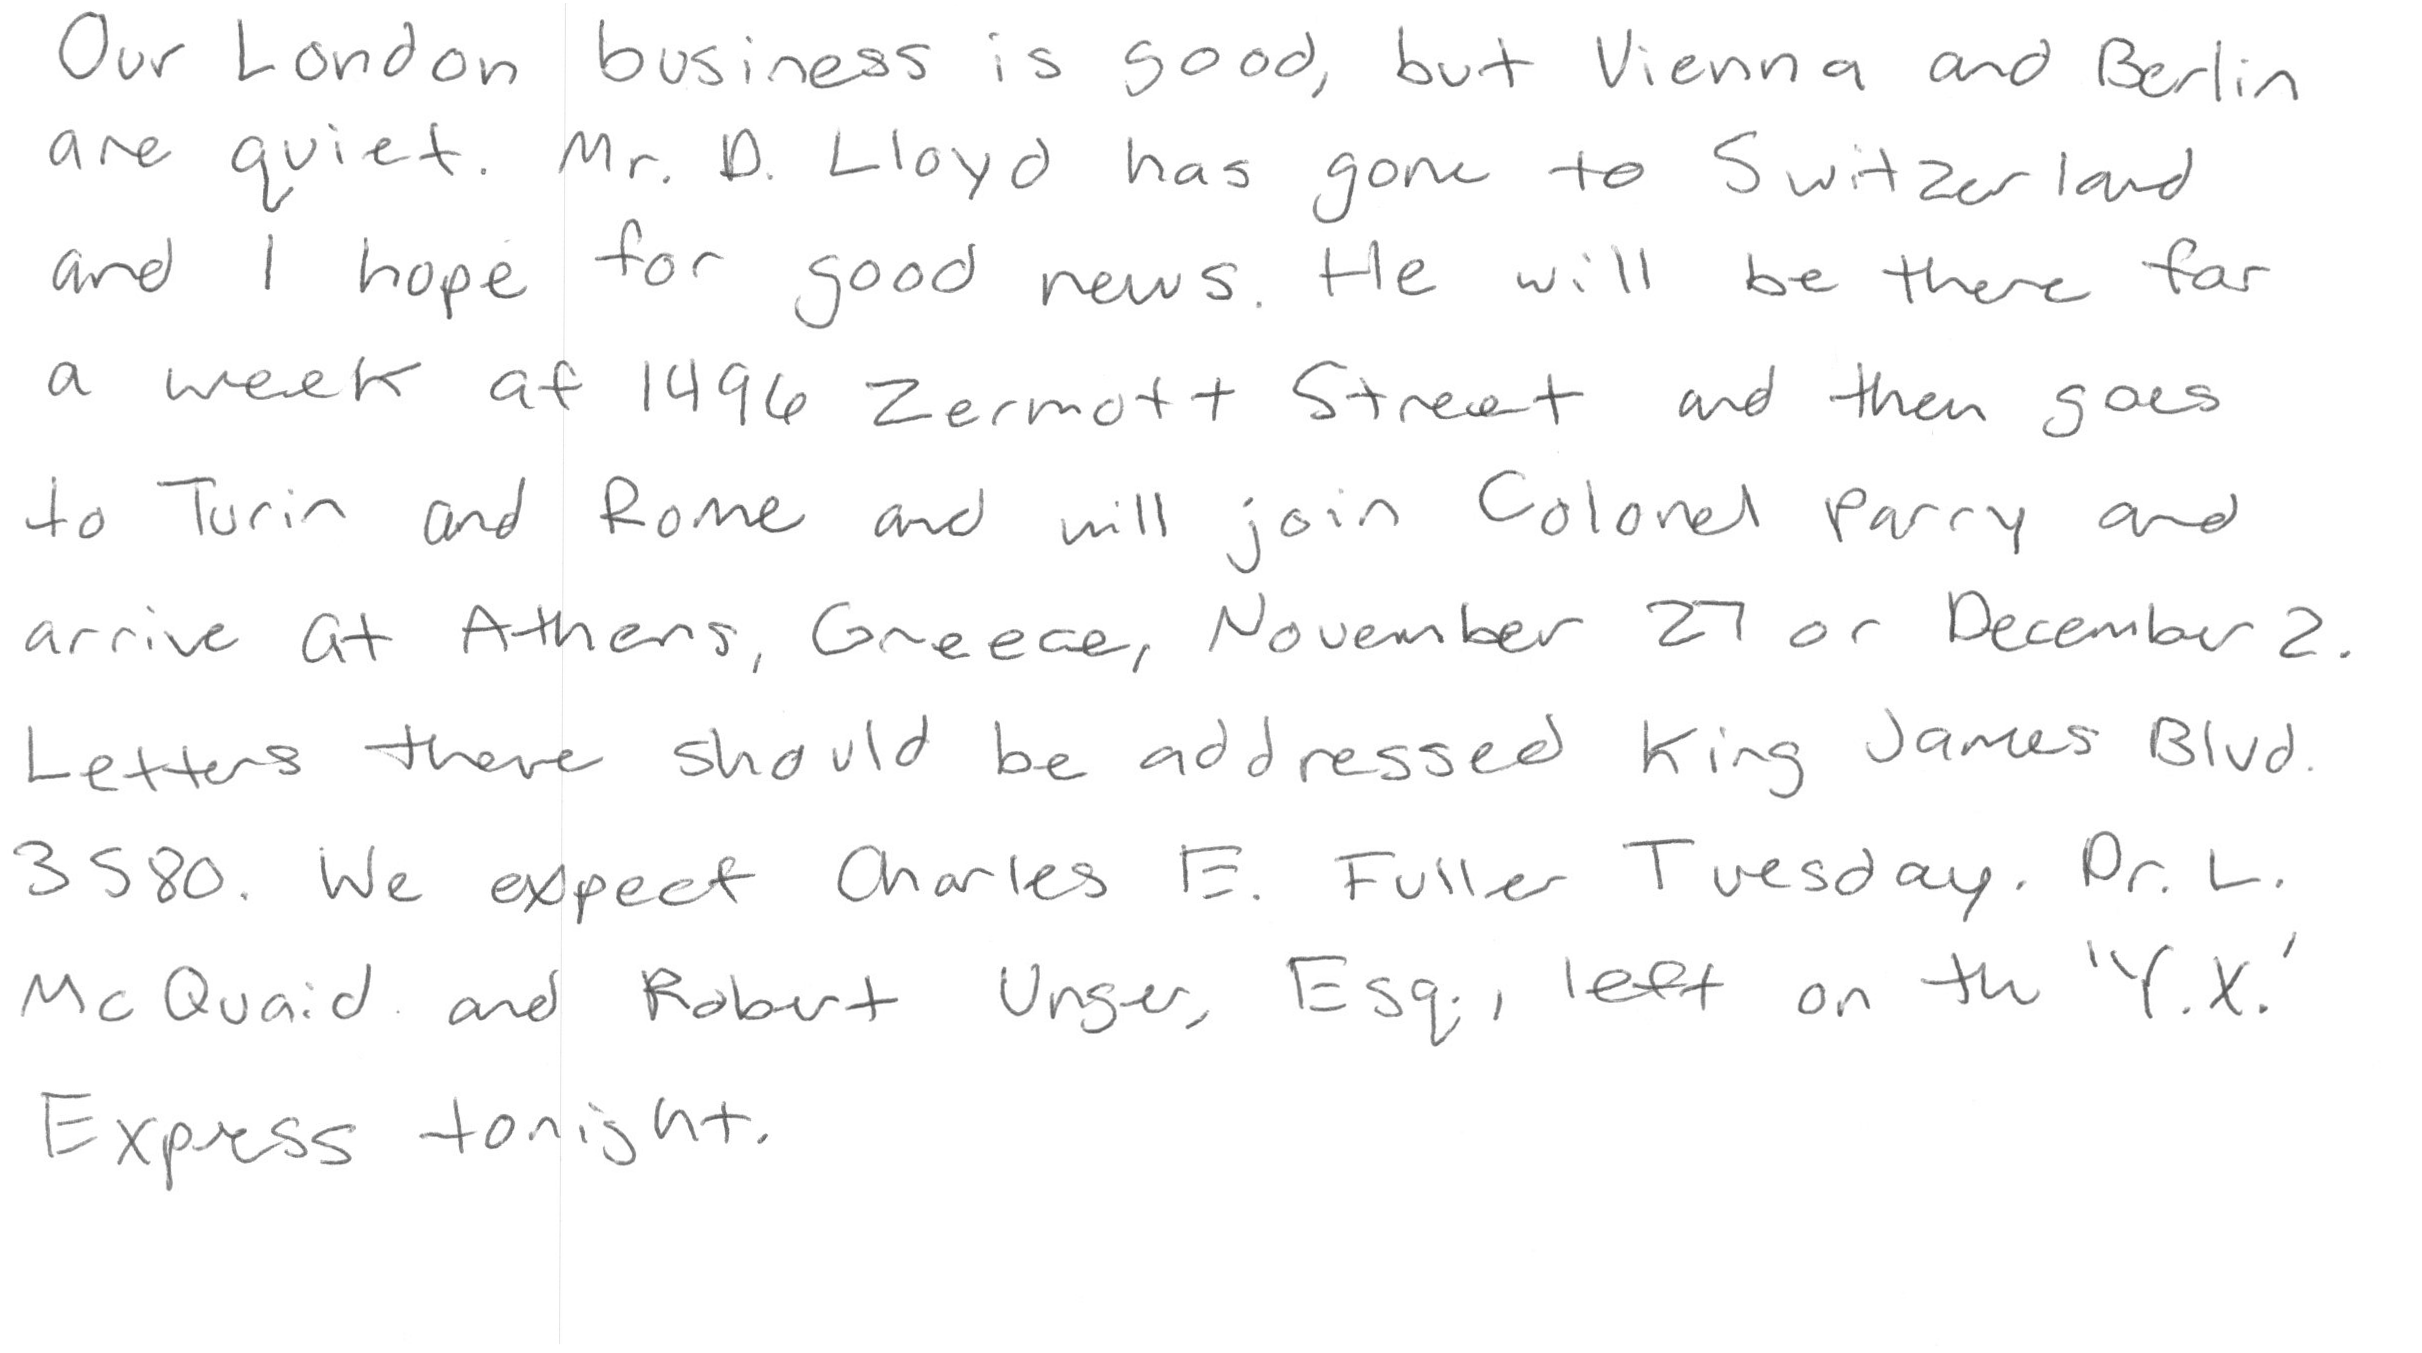 Our London business is good, but Vienna and Berlin
are quiet. Mr. D. Lloyd has gone to Switzerland
and I hope for good news. He will be there for
a week at 1496 Zermott Street and then goes
to Turin and Rome and will join Colonel Parry and
arrive at Athens, Greece, November 27 or December 2.
Letters there should be addressed King James Blvd.
3580. We expect Charles E. Fuller Tuesday. Dr. L.
McQuaid and Robert Unger, Esq., left on the "Y.X."
Express tonight.